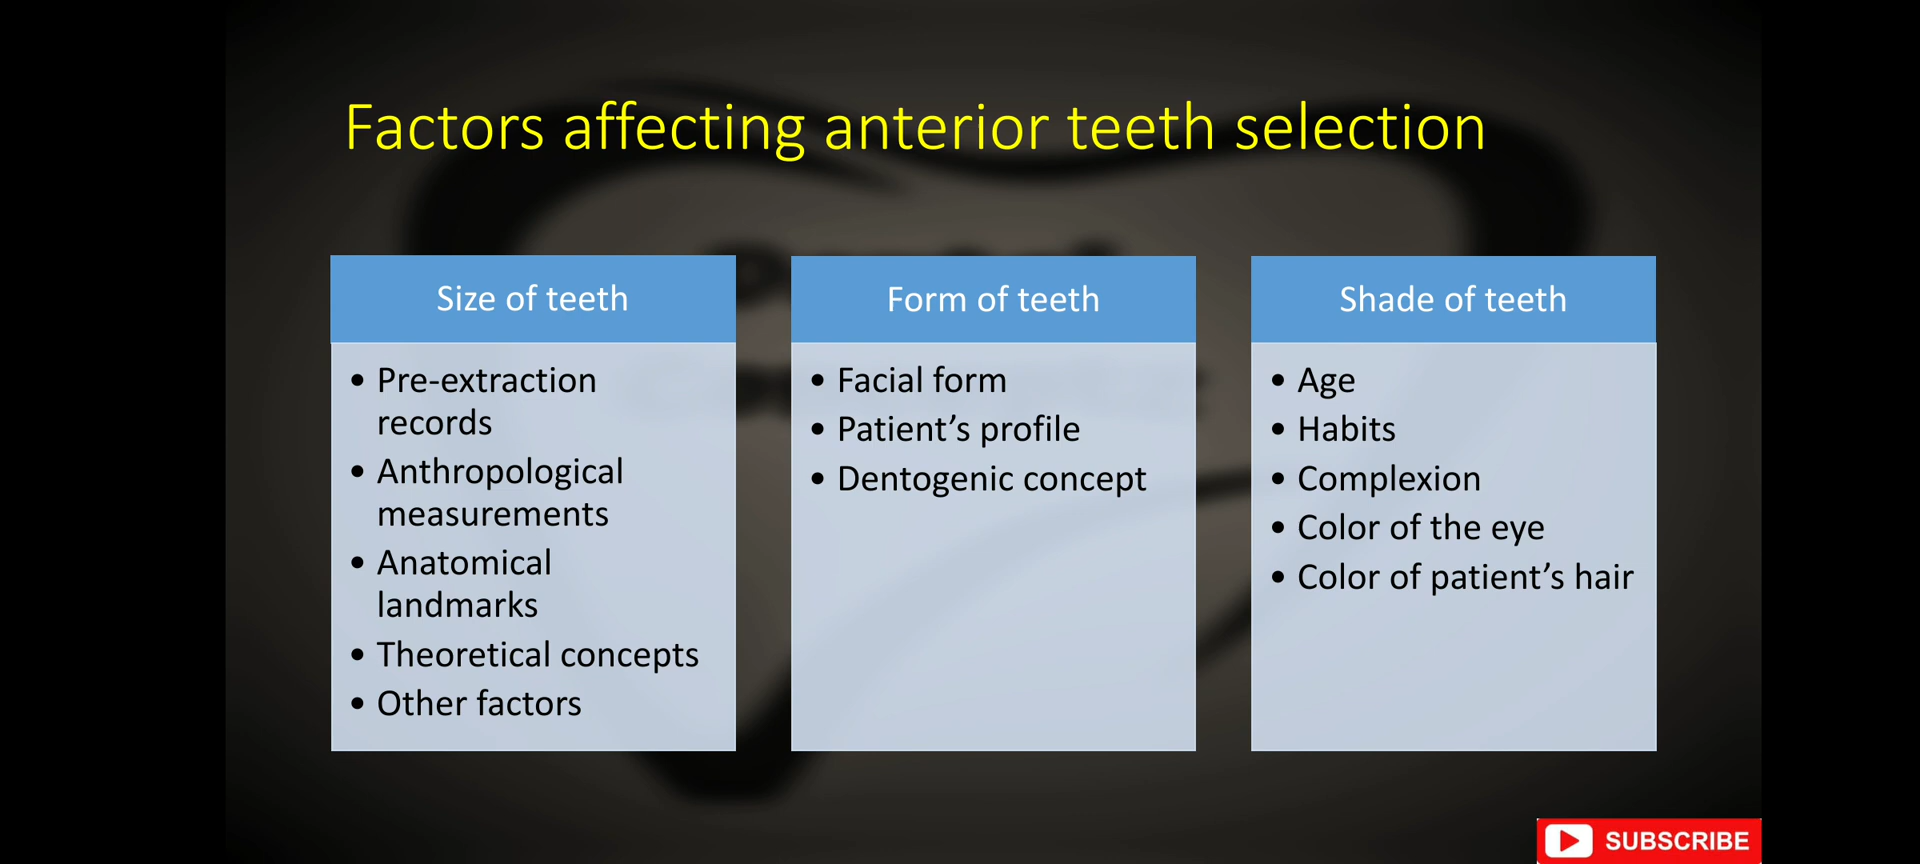 Factors affecting anterior teeth selection
Size of teeth
• Pre-extraction
records
• Anthropological
measurements
• Anatomical
landmarks
• Theoretical concepts
• Other factors
Form of teeth
• Facial form
• Patient’s profile
• Dentogenic concept
Shade of teeth
• Age
• Habits
• Complexion
• Color of the eye
• Color of patient’s hair
SUBSCRIBE